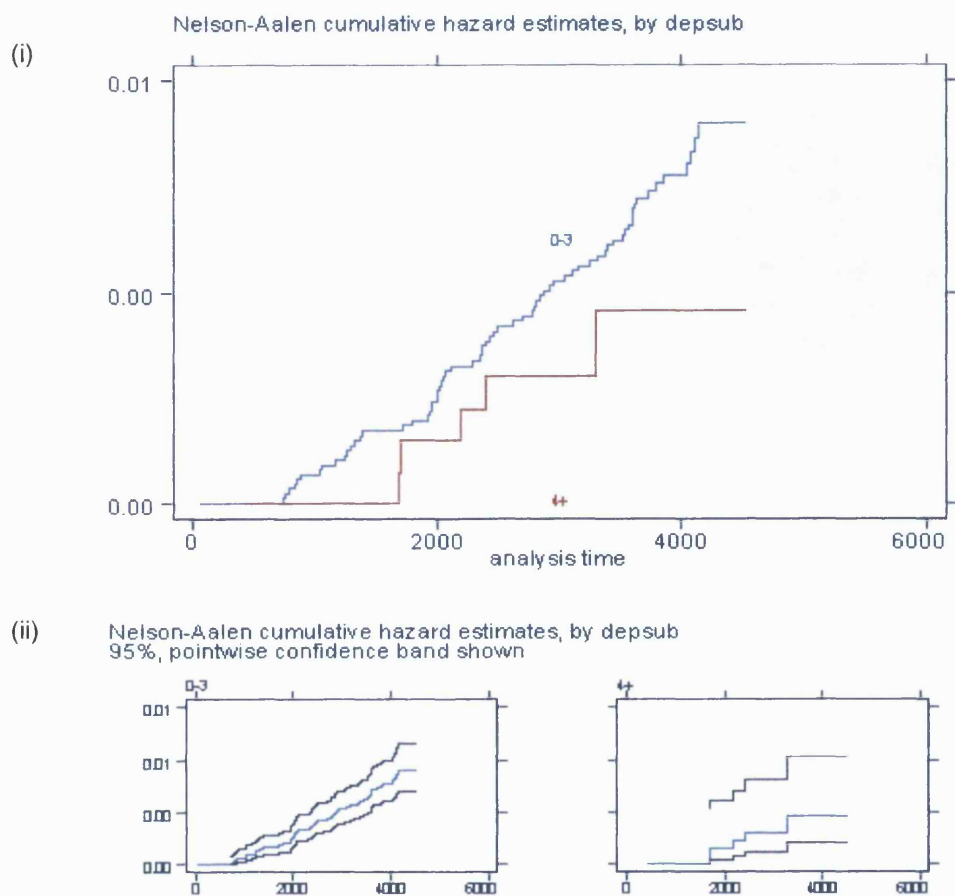 Nelson-Aalen cumulative hazard estimates, by depsub
(i)
0.01
0-3
0.00
0.00
4+
0 2000 4000 6000
analysis time
(ii)
Nelson-Aalen cumulative hazard estimates, by depsub
95%, pointwise confidence band shown
0-3 4+
0.01
0.01
0.00
0.00
0 2000 4000 6000 0 2000 4000 6000